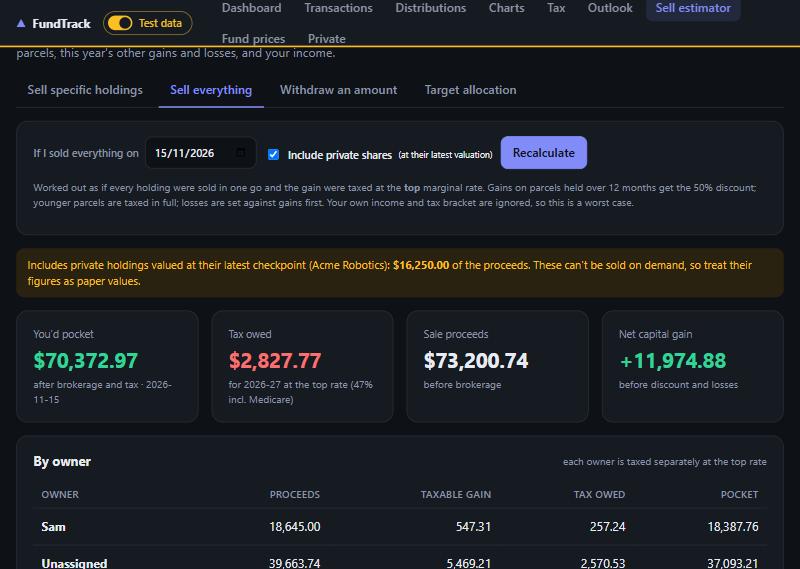 FundTrack
Test data
Dashboard Transactions Distributions Charts Tax Outlook Sell estimator
Fund prices Private
parcels, this year's other gains and losses, and your income.
Sell specific holdings Sell everything Withdraw an amount Target allocation
If I sold everything on 15/11/2026 Include private shares (at their latest valuation) Recalculate
Worked out as if every holding were sold in one go and the gain were taxed at the top marginal rate. Gains on parcels held over 12 months get the 50% discount;
younger parcels are taxed in full; losses are set against gains first. Your own income and tax bracket are ignored, so this is a worst case.
Includes private holdings valued at their latest checkpoint (Acme Robotics): $16,250.00 of the proceeds. These can't be sold on demand, so treat their
figures as paper values.
You'd pocket
$70,372.97
after brokerage and tax · 2026-
11-15
Tax owed
$2,827.77
for 2026-27 at the top rate (47%
incl. Medicare)
Sale proceeds
$73,200.74
before brokerage
Net capital gain
+11,974.88
before discount and losses
By owner each owner is taxed separately at the top rate
OWNER PROCEEDS TAXABLE GAIN TAX OWED POCKET
Sam 18,645.00 547.31 257.24 18,387.76
Unassigned 39,663.74 5,469.21 2,570.53 37,093.21